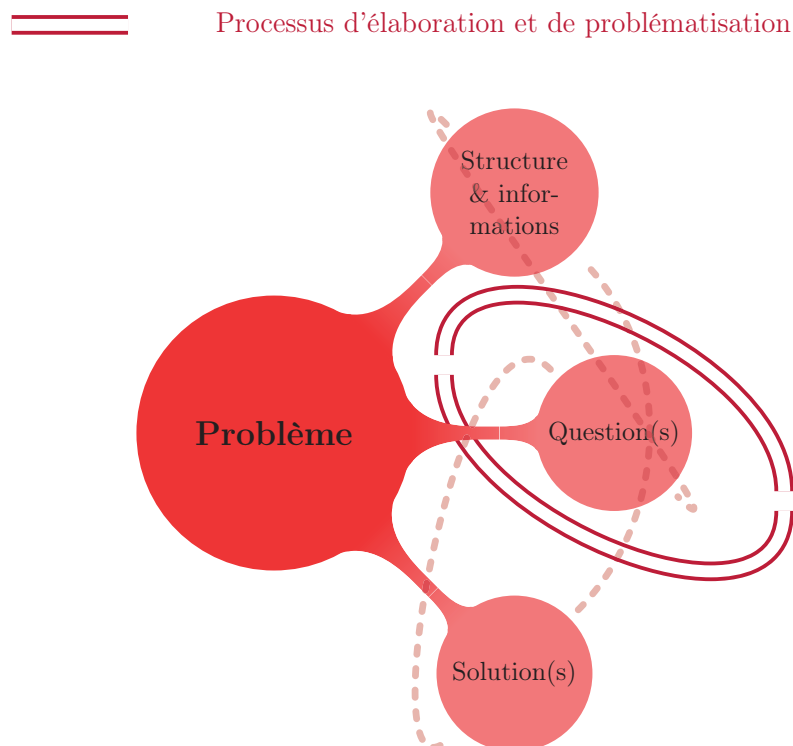 Processus d'élaboration et de problématisation
Structure
& infor-
mations
Problème
Question(s)
Solution(s)